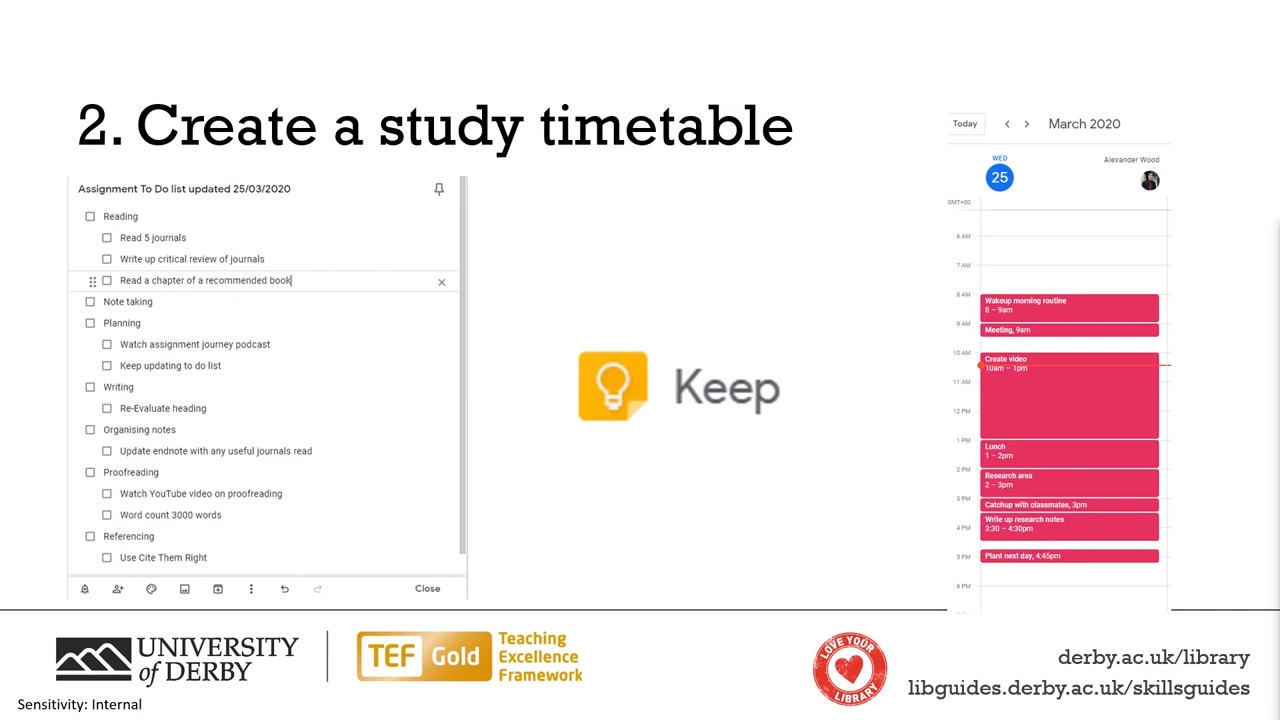 2. Create a study timetable
Assignment To Do list updated 25/03/2020
Reading
Read 5 journals
Write up critical review of journals
Read a chapter of a recommended book
Note taking
Planning
Watch assignment journey podcast
Keep updating to do list
Writing
Re-Evaluate heading
Organising notes
Update endnote with any useful journals read
Proofreading
Watch YouTube video on proofreading
Word count 3000 words
Referencing
Use Cite Them Right
Close
Keep
Today
March 2020
WED
25
Alexander Wood
GMT+00
6 AM
7 AM
8 AM
Wakeup morning routine
8 – 9am
9 AM
Meeting, 9am
10 AM
Create video
10am – 1pm
11 AM
12 PM
1 PM
Lunch
1 – 2pm
2 PM
Research area
2 – 3pm
3 PM
Catchup with classmates, 3pm
Write up research notes
3:30 – 4:30pm
4 PM
5 PM
Plant next day, 4:45pm
6 PM
UNIVERSITY
of DERBY
TEF Gold
Teaching
Excellence
Framework
LOVE YOUR
LIBRARY
derby.ac.uk/library
libguides.derby.ac.uk/skillsguides
Sensitivity: Internal